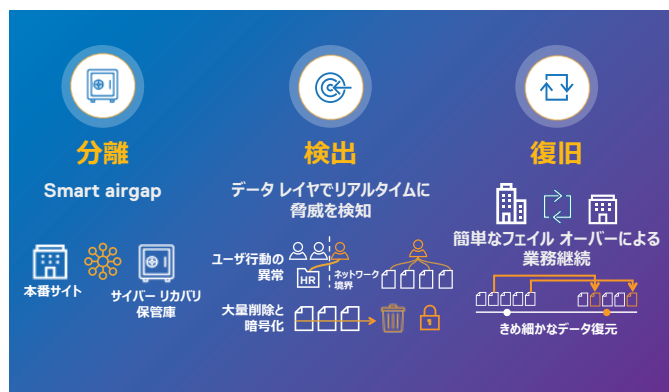 分離
Smart airgap
本番サイト
サイバー リカバリ
保管庫
検出
データ レイヤでリアルタイムに
脅威を検知
ユーザ行動の
異常
HR
ネットワーク
境界
大量削除と
暗号化
復旧
簡単なフェイル オーバーによる
業務継続
きめ細かなデータ復元